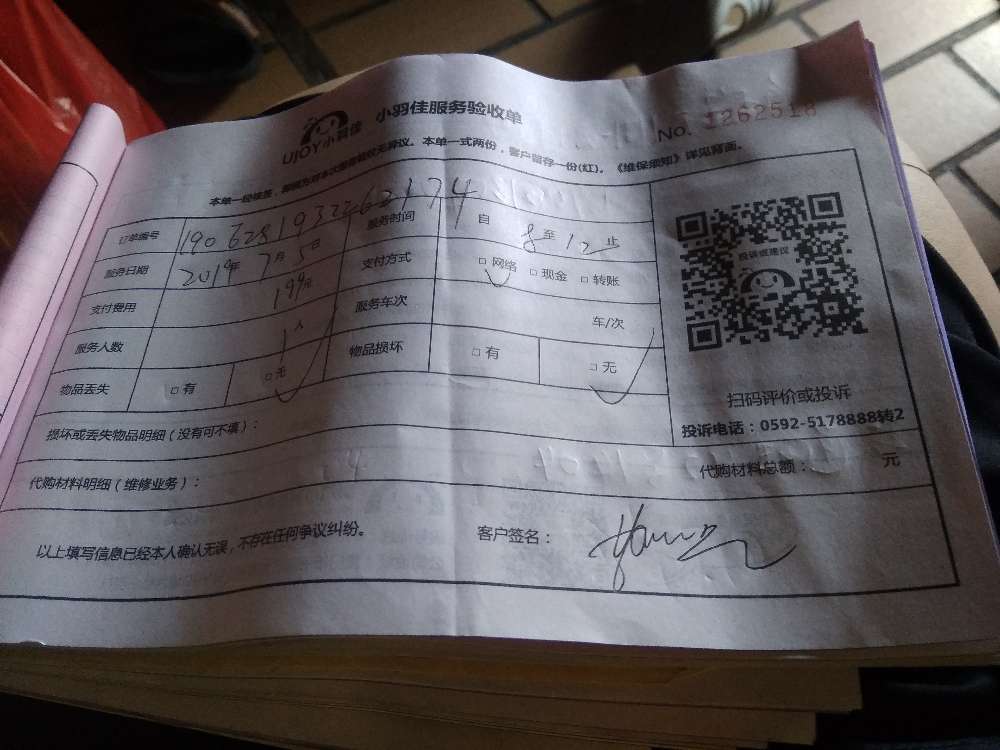 UJOY小羽佳
小羽佳服务验收单
No. 1262518
本单一式两份，客户留存一份(红)。《维保须知》详见背面。
订单编号 190628193226217 4
服务时间 自 8 至 12 止
服务日期 2019年 7月 5日
支付方式 □ 网络 □ 现金 □ 转账
支付费用 199
服务车次 车/次
服务人数 1人
物品损坏 □ 有 □ 无
物品丢失 □ 有 □ 无
投诉或建议
扫码评价或投诉
投诉电话：0592-5178888转2
损坏或丢失物品明细（没有可不填）：
代购材料明细（维修业务）：
代购材料总额： 元
以上填写信息已经本人确认无误，不存在任何争议纠纷。
客户签名：